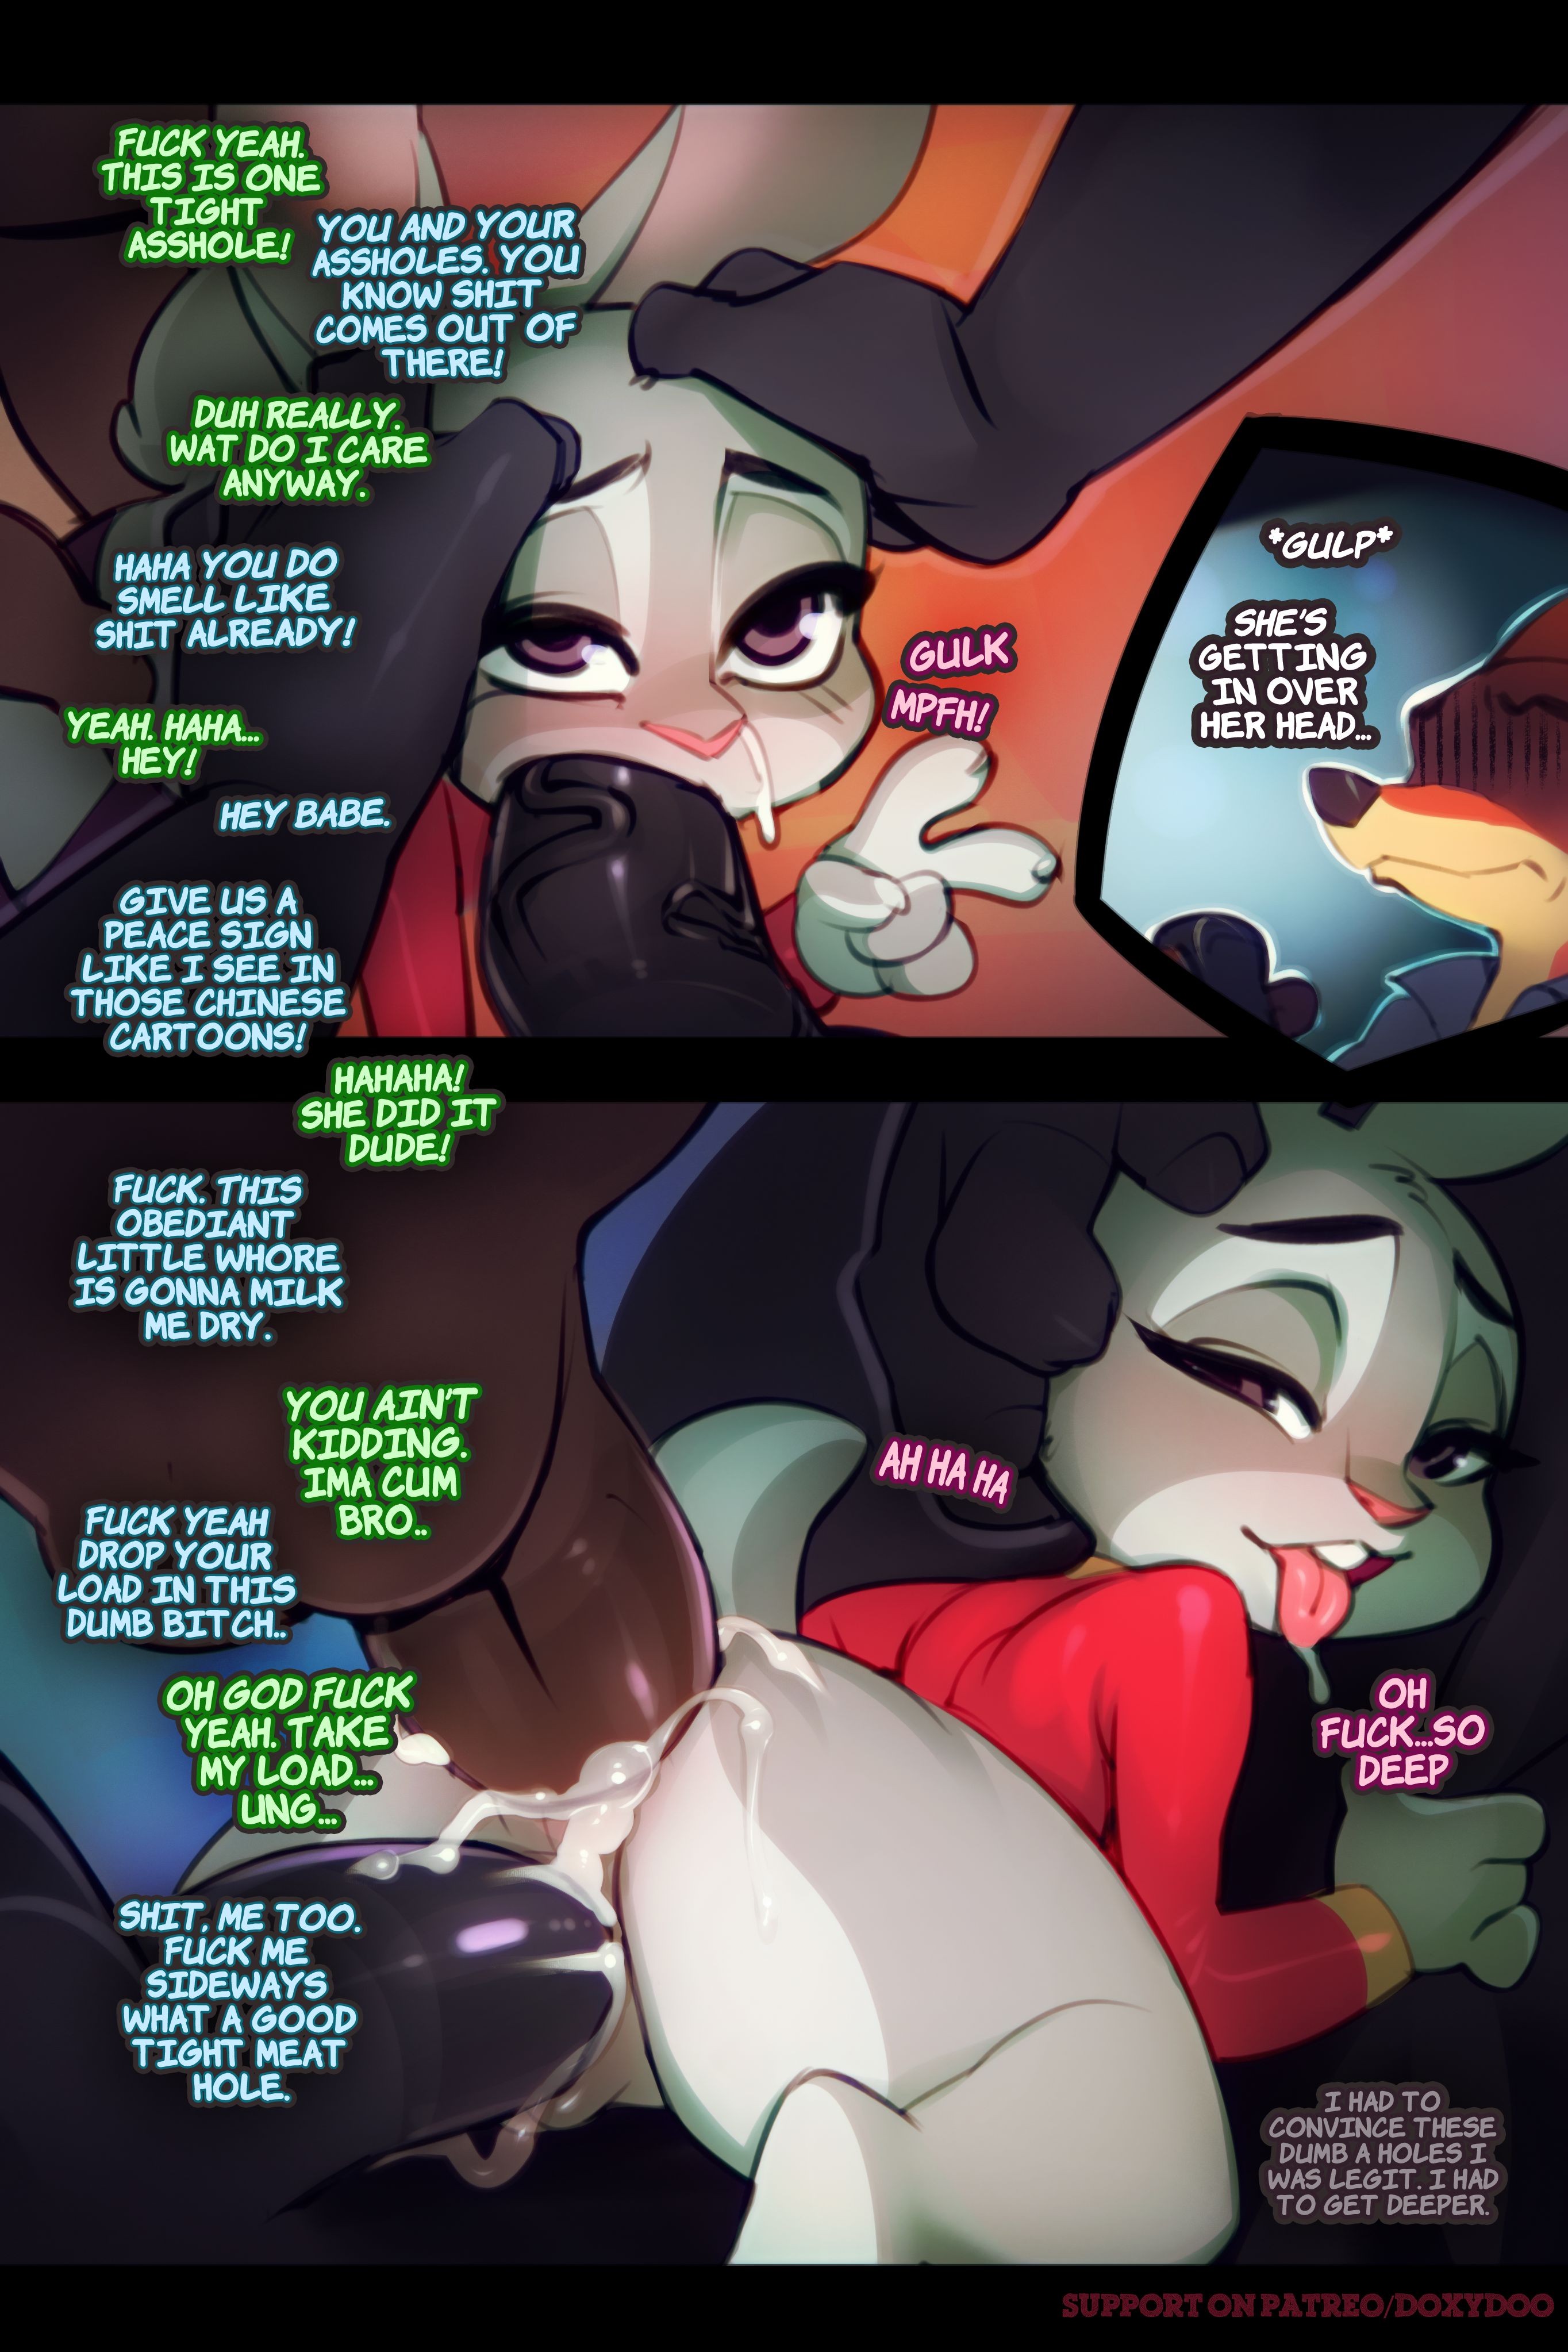 FUCK YEAH.
THIS IS ONE
TIGHT
ASSHOLE!
YOU AND YOUR
ASSHOLES. YOU
KNOW SHIT
COMES OUT OF
THERE!
DUH REALLY.
WAT DO I CARE
ANYWAY.
HAHA YOU DO
SMELL LIKE
SHIT ALREADY!
YEAH. HAHA...
HEY!
HEY BABE.
GIVE US A
PEACE SIGN
LIKE I SEE IN
THOSE CHINESE
CARTOONS!
GULK
MPFH!
*GULP*
SHE'S
GETTING
IN OVER
HER HEAD...
HAHAHA!
SHE DID IT
DUDE!
FUCK. THIS
OBEDIANT
LITTLE WHORE
IS GONNA MILK
ME DRY.
YOU AIN'T
KIDDING.
IMA CUM
BRO..
FUCK YEAH
DROP YOUR
LOAD IN THIS
DUMB BITCH..
AH HA HA
OH GOD FUCK
YEAH. TAKE
MY LOAD...
UNG...
OH
FUCK...SO
DEEP
SHIT, ME TOO.
FUCK ME
SIDEWAYS
WHAT A GOOD
TIGHT MEAT
HOLE.
I HAD TO
CONVINCE THESE
DUMB A HOLES I
WAS LEGIT. I HAD
TO GET DEEPER.
SUPPORT ON PATREO/DOXYDOO